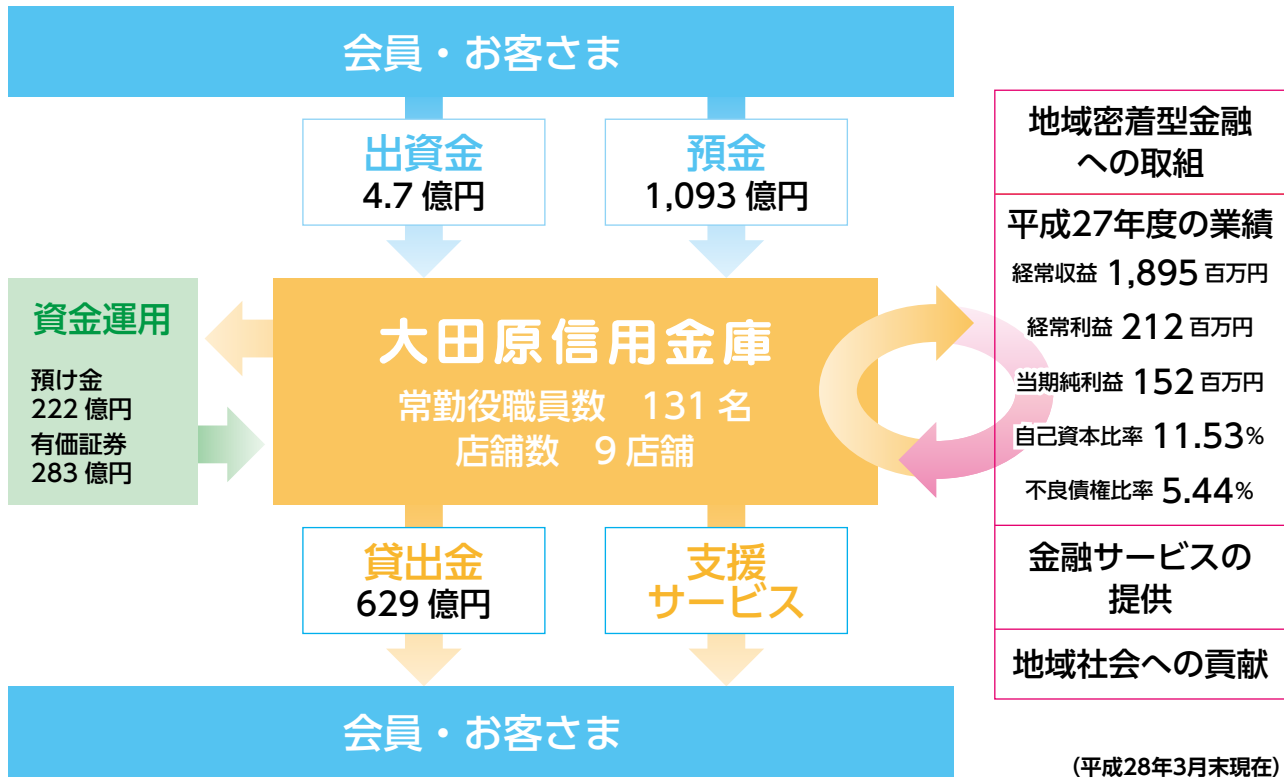 会員・お客さま
出資金
4.7 億円
預金
1,093 億円
資金運用
預け金
222 億円
有価証券
283 億円
大田原信用金庫
常勤役職員数　131 名
店舗数　9 店舗
貸出金
629 億円
支援
サービス
会員・お客さま
地域密着型金融
への取組
平成27年度の業績
経常収益 1,895 百万円
経常利益 212 百万円
当期純利益 152 百万円
自己資本比率 11.53%
不良債権比率 5.44%
金融サービスの
提供
地域社会への貢献
(平成28年3月末現在)